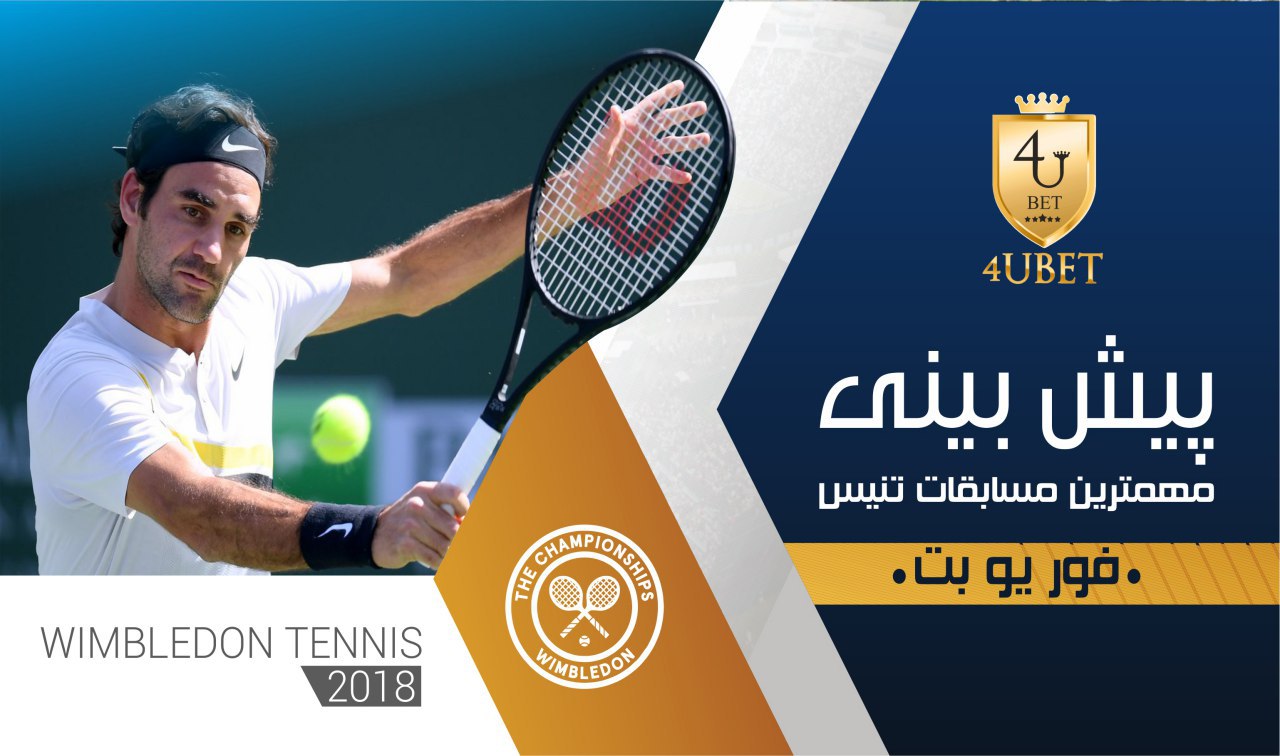 4U
BET
4UBET
پیش بینی
مهمترین مسابقات تنیس
• فور یو بت •
THE CHAMPIONSHIPS
WIMBLEDON
WIMBLEDON TENNIS
2018